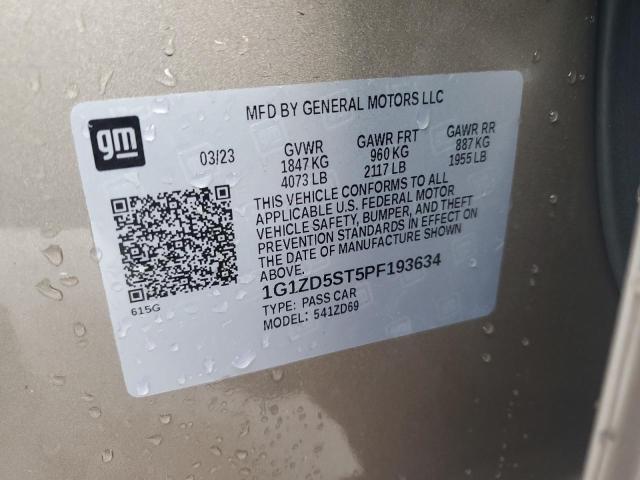 MFD BY GENERAL MOTORS LLC
gm
03/23
GVWR
1847 KG
4073 LB
GAWR FRT
960 KG
2117 LB
GAWR RR
887 KG
1955 LB
THIS VEHICLE CONFORMS TO ALL
APPLICABLE U.S. FEDERAL MOTOR
VEHICLE SAFETY, BUMPER, AND THEFT
PREVENTION STANDARDS IN EFFECT ON
THE DATE OF MANUFACTURE SHOWN
ABOVE.
1G1ZD5ST5PF193634
TYPE: PASS CAR
MODEL: 541ZD69
615G